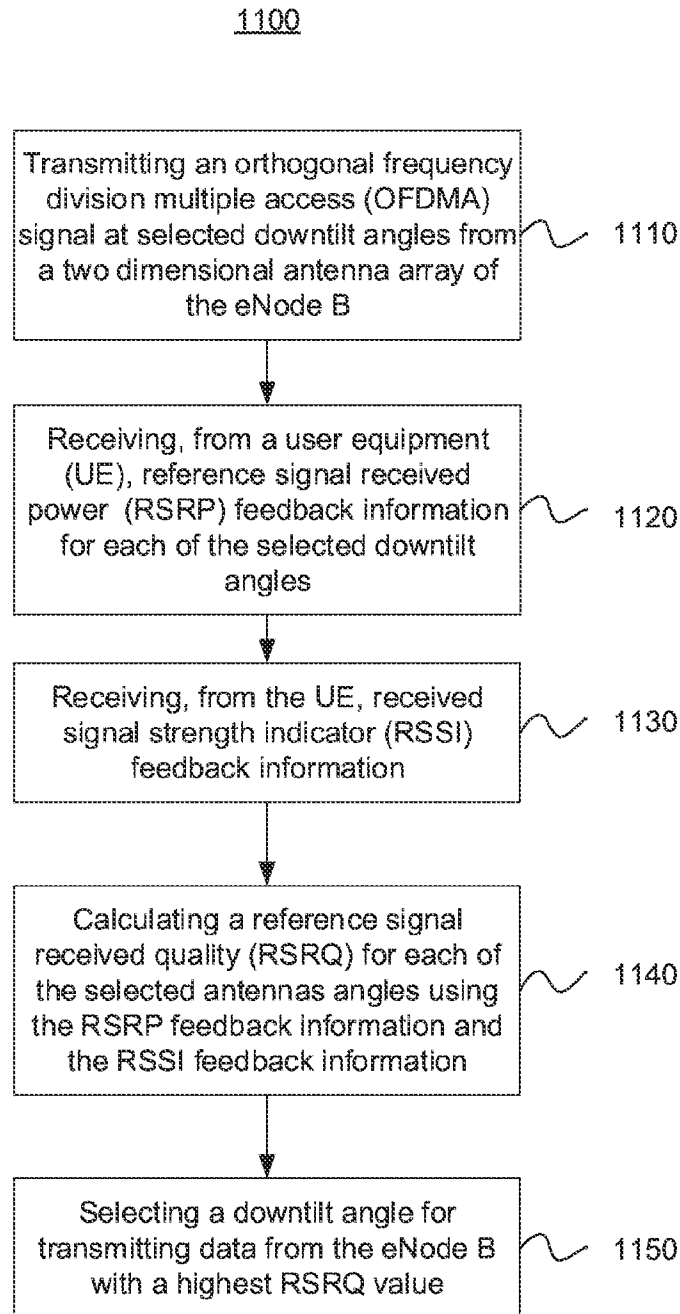 1100
Transmitting an orthogonal frequency
division multiple access (OFDMA)
signal at selected downtilt angles from
a two dimensional antenna array of
the eNode B
1110
Receiving, from a user equipment
(UE), reference signal received
power (RSRP) feedback information
for each of the selected downtilt
angles
1120
Receiving, from the UE, received
signal strength indicator (RSSI)
feedback information
1130
Calculating a reference signal
received quality (RSRQ) for each of
the selected antennas angles using
the RSRP feedback information and
the RSSI feedback information
1140
Selecting a downtilt angle for
transmitting data from the eNode B
with a highest RSRQ value
1150